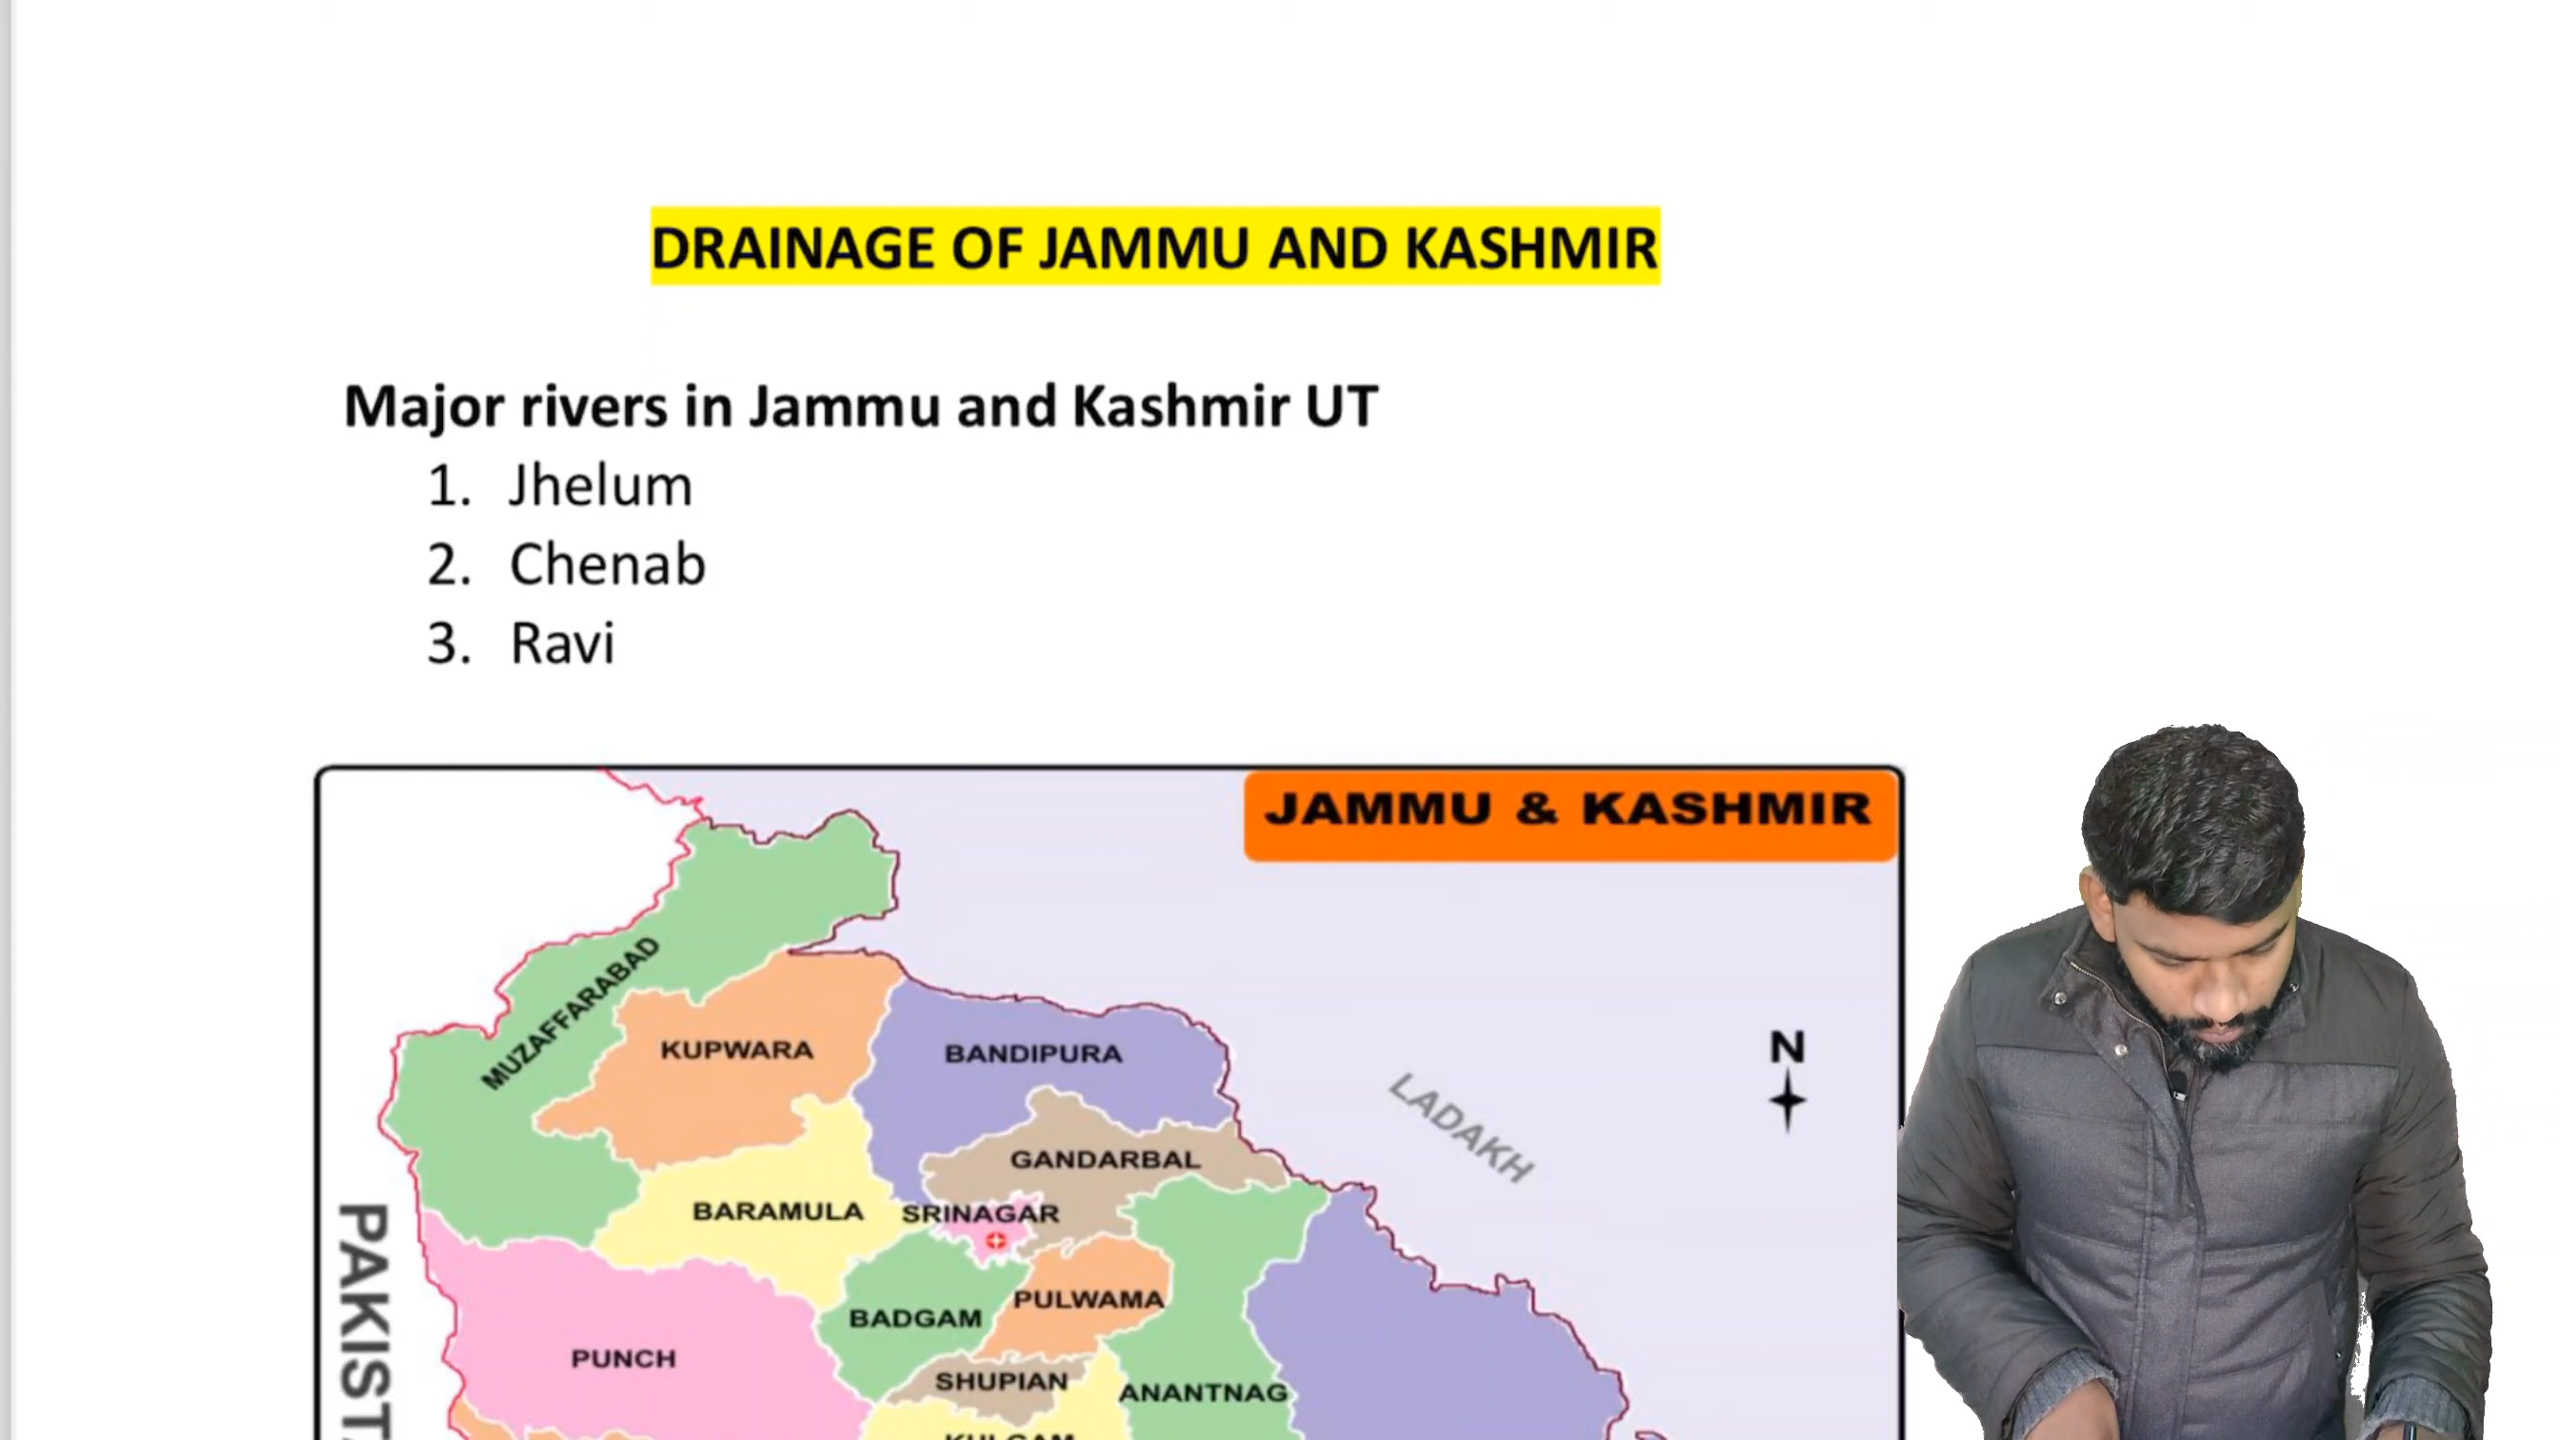 DRAINAGE OF JAMMU AND KASHMIR
Major rivers in Jammu and Kashmir UT
1. Jhelum
2. Chenab
3. Ravi
JAMMU & KASHMIR
MUZAFFARABAD
KUPWARA
BANDIPURA
N
LADAKH
GANDARBAL
BARAMULA
SRINAGAR
PAKIST
PULWAMA
BADGAM
PUNCH
SHUPIAN
ANANTNAG
KULGAM